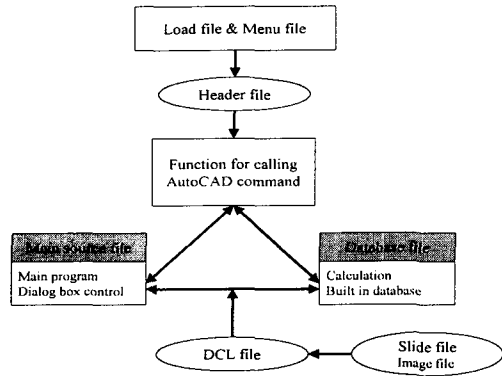 Load file & Menu file
Header file
Function for calling
AutoCAD command
Main source file
Database file
Main program
Dialog box control
Calculation
Built in database
DCL file
Slide file
Image file